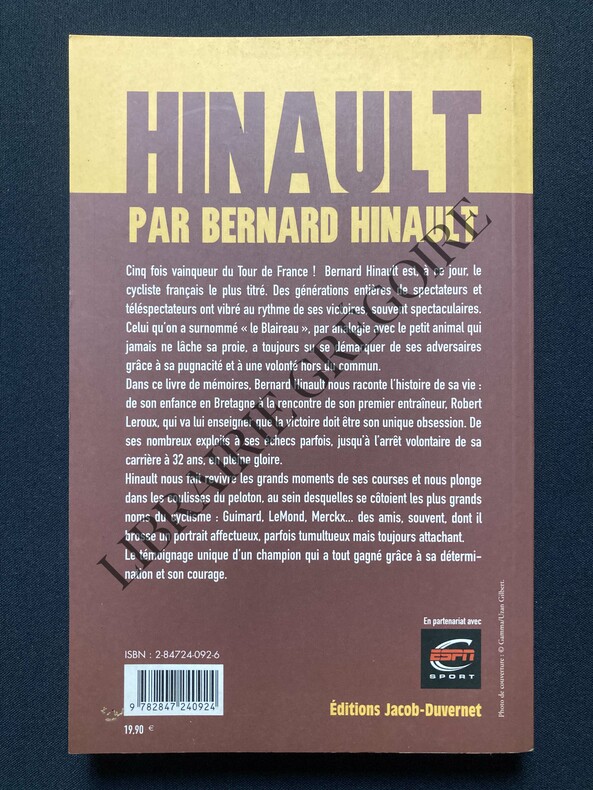 HINAULT
PAR BERNARD HINAULT
Cinq fois vainqueur du Tour de France ! Bernard Hinault est, à ce jour, le
cycliste français le plus titré. Des générations entières de spectateurs et
téléspectateurs ont vibré au rythme de ses victoires, souvent spectaculaires.
Celui qu'on a surnommé « le Blaireau », par analogie avec le petit animal qui
jamais ne lâche sa proie, a toujours su se démarquer de ses adversaires
grâce à sa pugnacité et à une volonté hors du commun.
Dans ce livre de mémoires, Bernard Hinault nous raconte l'histoire de sa vie :
de son enfance en Bretagne à la rencontre de son premier entraîneur, Robert
Leroux, qui va lui enseigner que la victoire doit être son unique obsession. De
ses nombreux exploits à ses échecs parfois, jusqu'à l'arrêt volontaire de sa
carrière à 32 ans, en pleine gloire.
Hinault nous fait revivre les grands moments de ses courses et nous plonge
dans les coulisses du peloton, au sein desquelles se côtoient les plus grands
noms du cyclisme : Guimard, LeMond, Merckx... des amis, souvent, dont il
brosse un portrait affectueux, parfois tumultueux mais toujours attachant.
Le témoignage unique d'un champion qui a tout gagné grâce à sa détermi-
nation et son courage.
LIBRAIRIE GRÉGOIRE
En partenariat avec
ESPN
SPORT
ISBN : 2-84724-092-6
9 782847 240924
19,90 €
Éditions Jacob-Duvernet
Photo de couverture : © Gamma/Uzan Gilbert.